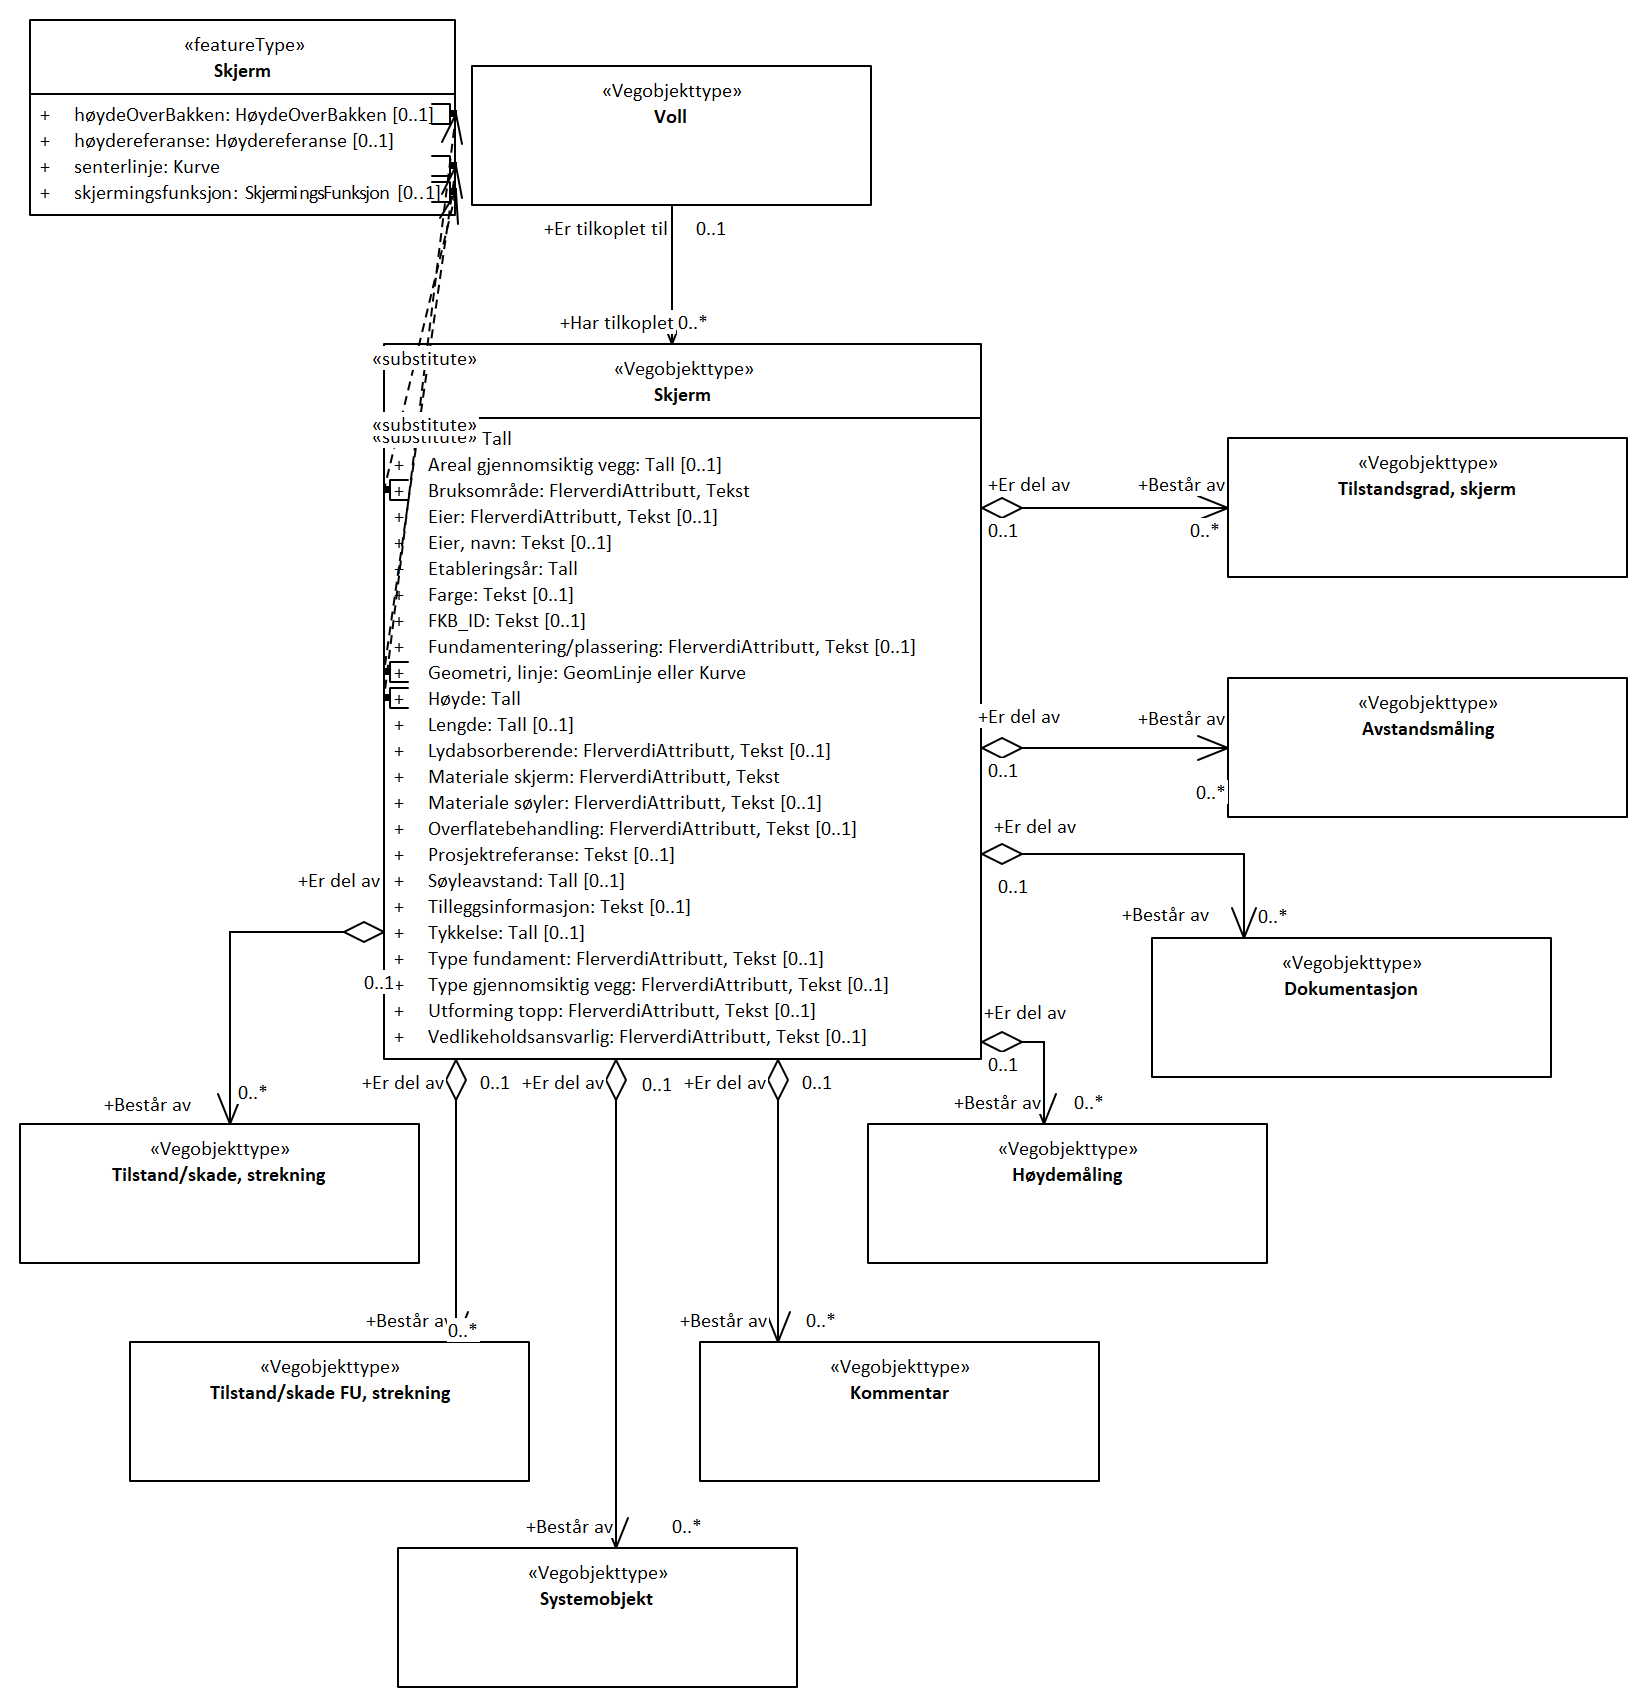 «featureType»
Skjerm
+ høydeOverBakken: HøydeOverBakken [0..1]
+ høydereferanse: Høydereferanse [0..1]
+ senterlinje: Kurve
+ skjermingsfunksjon: SkjermingsFunksjon [0..1]
«Vegobjekttype»
Voll
+Er tilkoplet til 0..1
+Har tilkoplet 0..*
«substitute»
«substitute»
«substitute»
«Vegobjekttype»
Skjerm
Tall
+ Areal gjennomsiktig vegg: Tall [0..1]
+ Bruksområde: FlerverdiAttributt, Tekst
+ Eier: FlerverdiAttributt, Tekst [0..1]
+ Eier, navn: Tekst [0..1]
+ Etableringsår: Tall
+ Farge: Tekst [0..1]
+ FKB_ID: Tekst [0..1]
+ Fundamentering/plassering: FlerverdiAttributt, Tekst [0..1]
+ Geometri, linje: GeomLinje eller Kurve
+ Høyde: Tall
+ Lengde: Tall [0..1]
+ Lydabsorberende: FlerverdiAttributt, Tekst [0..1]
+ Materiale skjerm: FlerverdiAttributt, Tekst
+ Materiale søyler: FlerverdiAttributt, Tekst [0..1]
+ Overflatebehandling: FlerverdiAttributt, Tekst [0..1]
+ Prosjektreferanse: Tekst [0..1]
+ Søyleavstand: Tall [0..1]
+ Tilleggsinformasjon: Tekst [0..1]
+ Tykkelse: Tall [0..1]
+ Type fundament: FlerverdiAttributt, Tekst [0..1]
+ Type gjennomsiktig vegg: FlerverdiAttributt, Tekst [0..1]
+ Utforming topp: FlerverdiAttributt, Tekst [0..1]
+ Vedlikeholdsansvarlig: FlerverdiAttributt, Tekst [0..1]
+Er del av +Består av
0..1 0..*
«Vegobjekttype»
Tilstandsgrad, skjerm
+Er del av +Består av
0..1 0..*
«Vegobjekttype»
Avstandsmåling
+Er del av
0..1
+Består av 0..*
«Vegobjekttype»
Dokumentasjon
+Er del av
0..1
+Består av 0..*
«Vegobjekttype»
Høydemåling
+Er del av
0..1
+Består av 0..*
«Vegobjekttype»
Tilstand/skade, strekning
+Er del av 0..1
+Består av 0..*
«Vegobjekttype»
Tilstand/skade FU, strekning
+Er del av 0..1
+Består av 0..*
«Vegobjekttype»
Systemobjekt
+Er del av 0..1
+Består av 0..*
«Vegobjekttype»
Kommentar